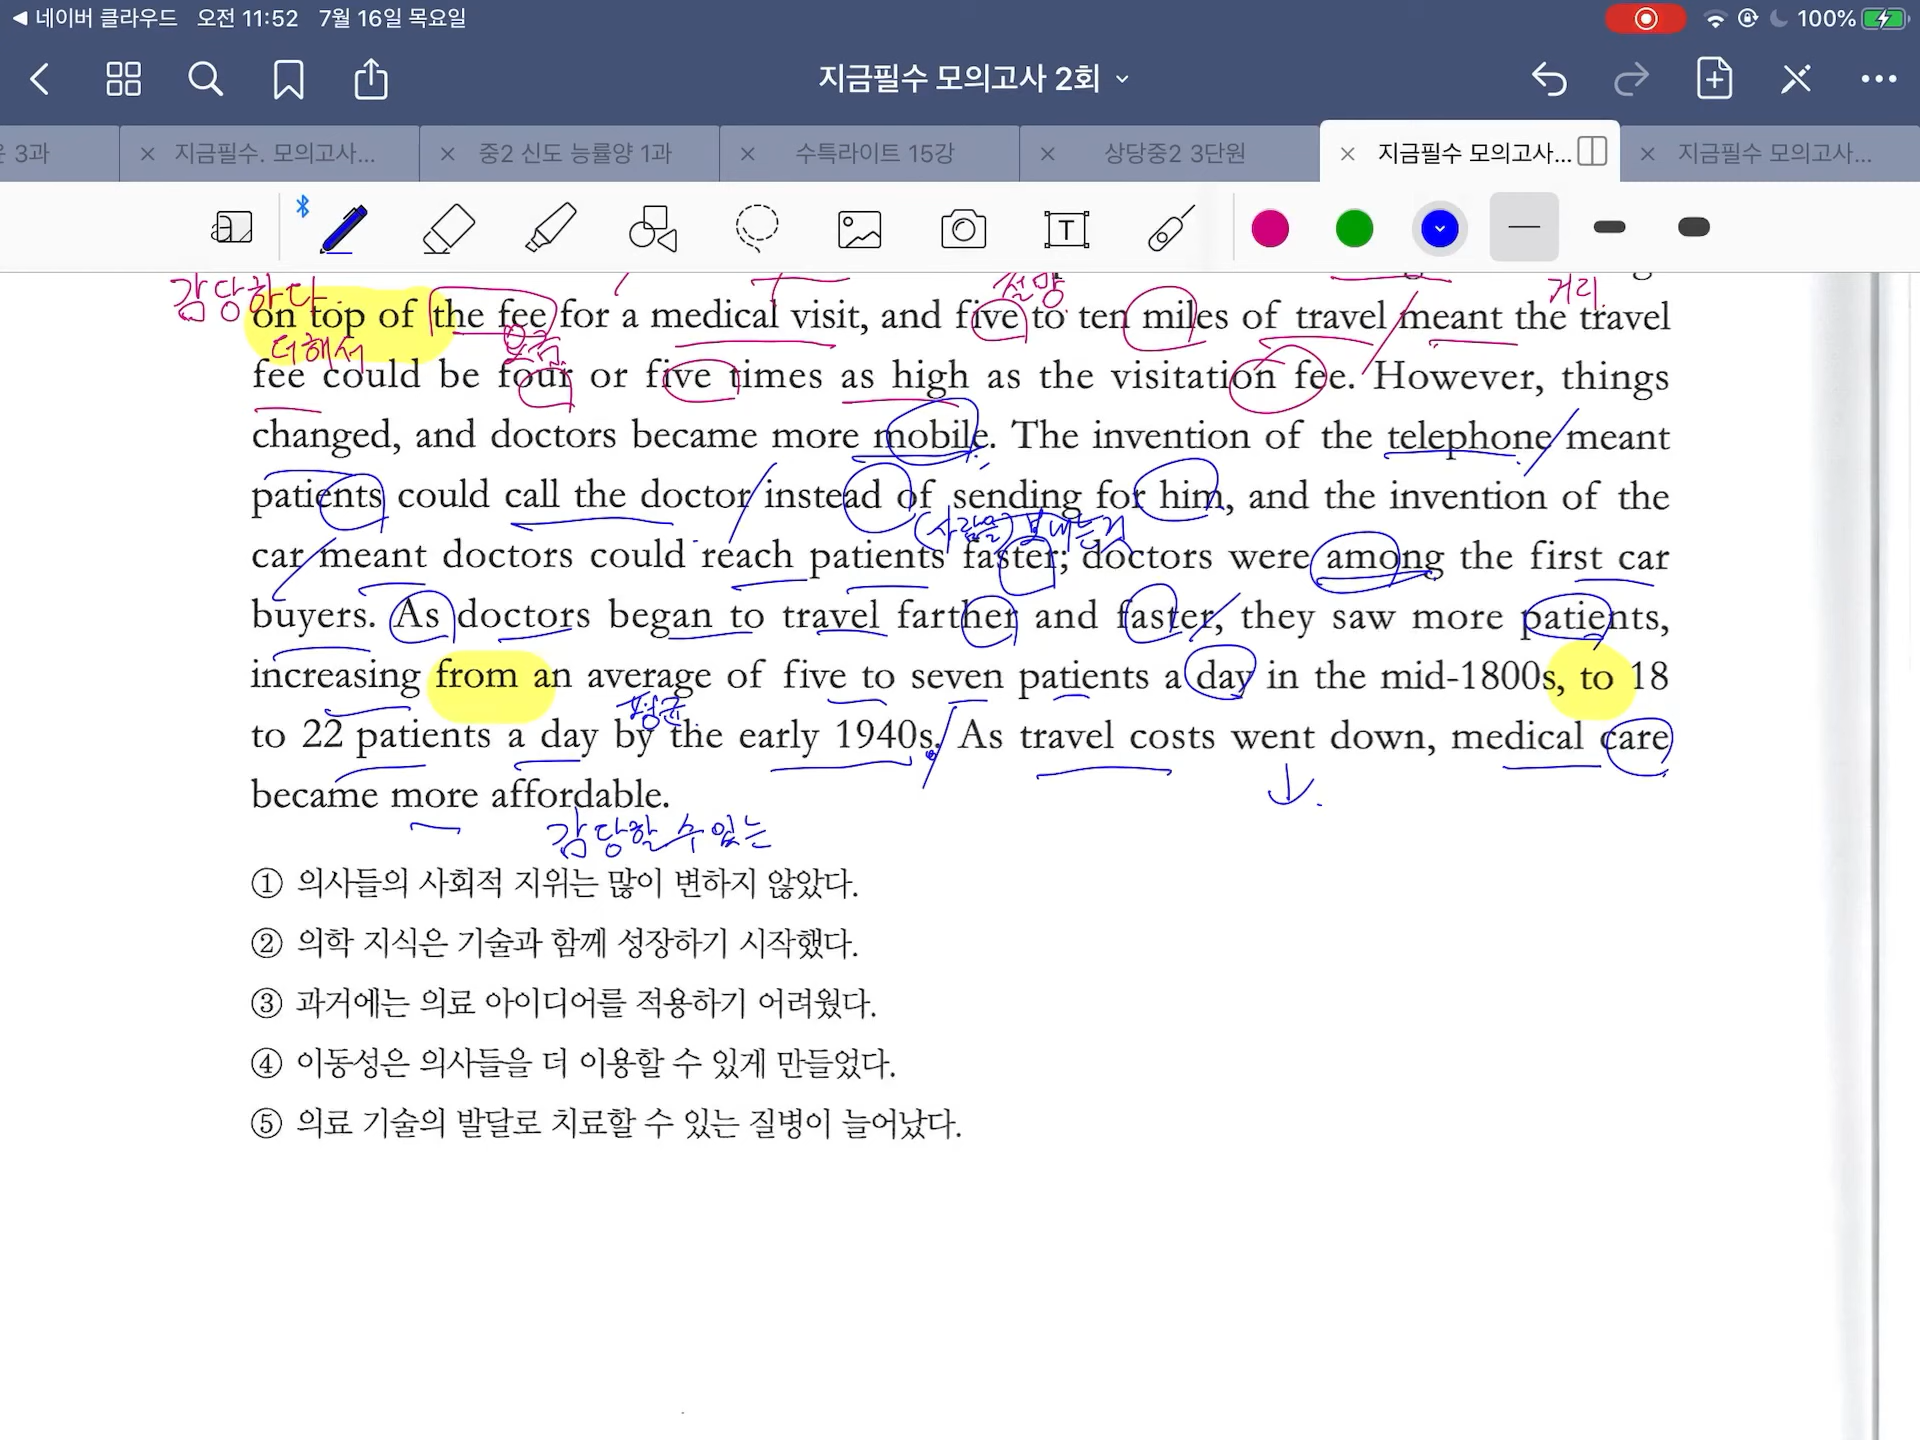 네이버 클라우드 오전 11:52 7월 16일 목요일 100%
지금필수 모의고사 2회
3과 지금필수. 모의고사... 중2 신도 능률양 1과 수특라이트 15강 상당중2 3단원 지금필수 모의고사... 지금필수 모의고사...
감당하다 절망 거리
on top of the fee for a medical visit, and five to ten miles of travel meant the travel
더해서 요금
fee could be four or five times as high as the visitation fee. However, things
changed, and doctors became more mobile. The invention of the telephone meant
patients could call the doctor instead of sending for him, and the invention of the
(사람을) 보내는거
car meant doctors could reach patients faster; doctors were among the first car
buyers. As doctors began to travel farther and faster, they saw more patients,
increasing from an average of five to seven patients a day in the mid-1800s, to 18
평균
to 22 patients a day by the early 1940s. As travel costs went down, medical care
became more affordable.
감당할 수 있는
① 의사들의 사회적 지위는 많이 변하지 않았다.
② 의학 지식은 기술과 함께 성장하기 시작했다.
③ 과거에는 의료 아이디어를 적용하기 어려웠다.
④ 이동성은 의사들을 더 이용할 수 있게 만들었다.
⑤ 의료 기술의 발달로 치료할 수 있는 질병이 늘어났다.